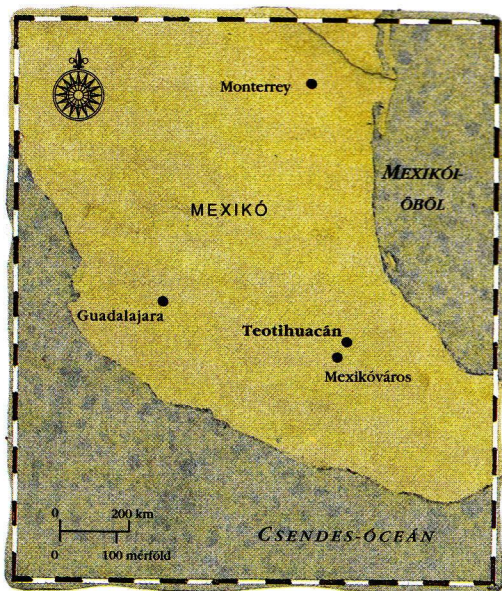 Monterrey
MEXIKÓI-
ÖBÖL
MEXIKÓ
Guadalajara
Teotihuacán
Mexikóváros
0 200 km
0 100 mérföld
CSENDES-ÓCEÁN